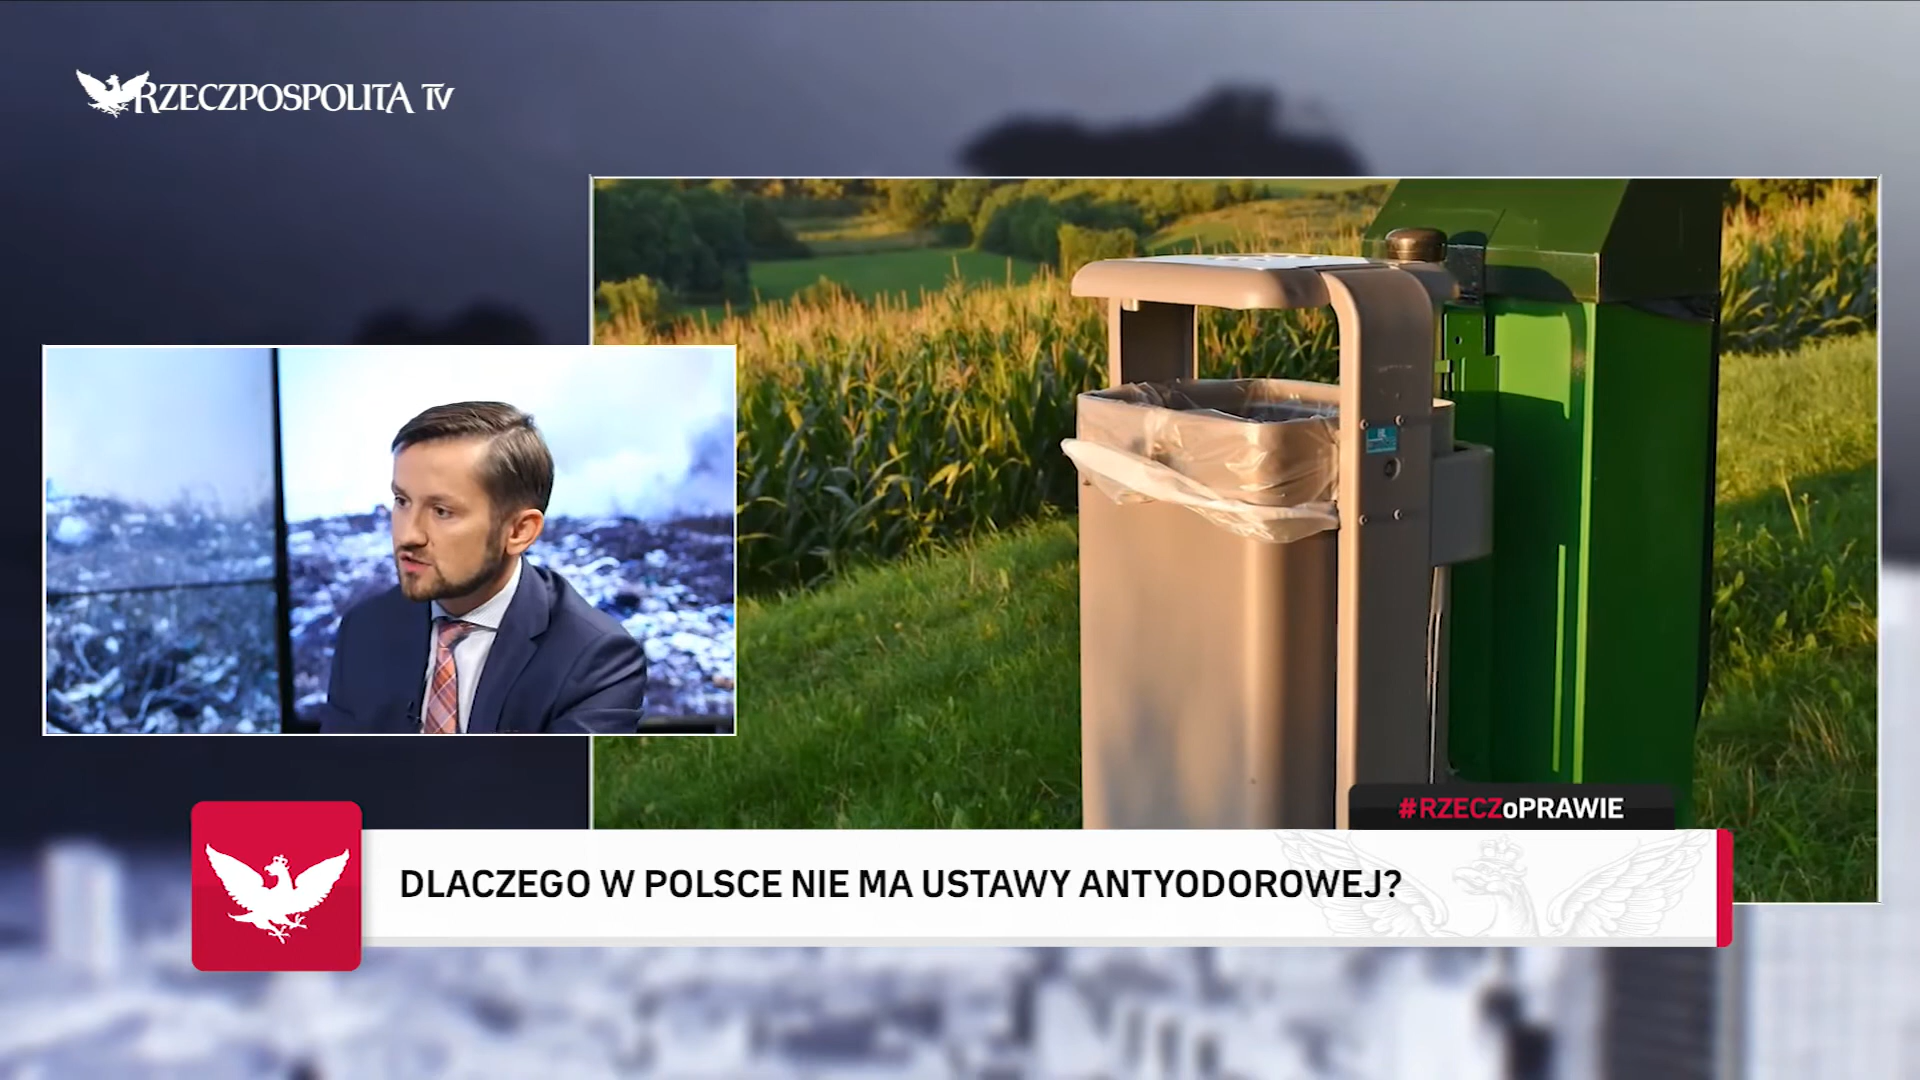 RZECZPOSPOLITA TV
#RZECZoPRAWIE
DLACZEGO W POLSCE NIE MA USTAWY ANTYODOROWEJ?